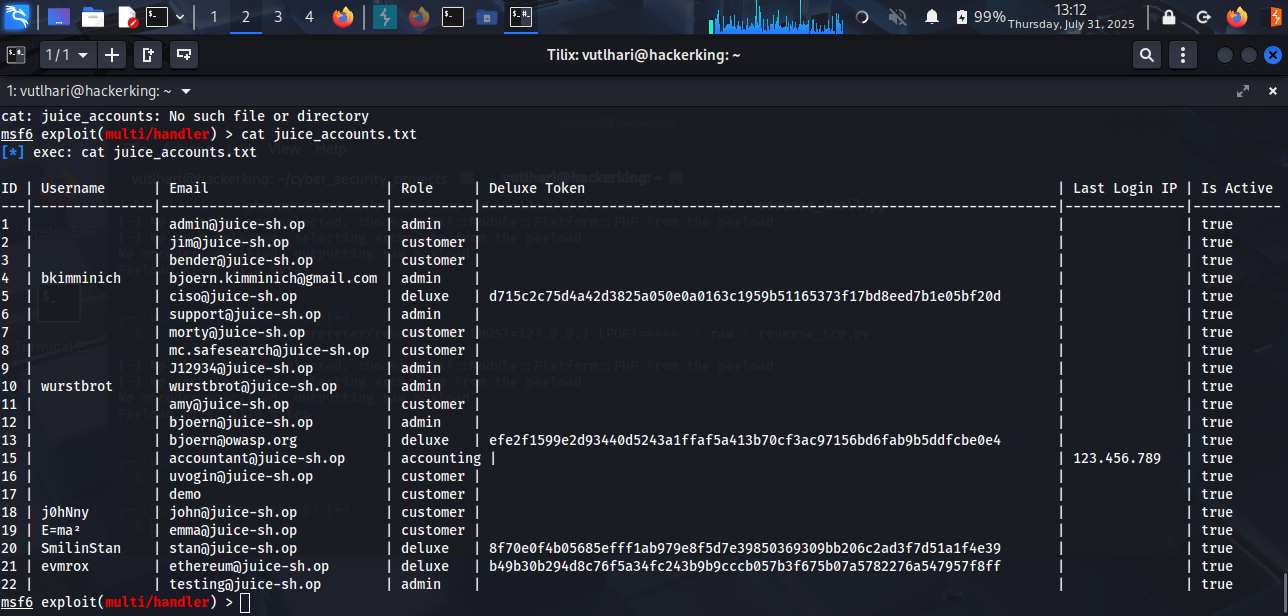 1 2 3 4 99% 13:12
Thursday, July 31, 2025
1/1 Tilix: vutlhari@hackerking: ~
1: vutlhari@hackerking: ~
cat: juice_accounts: No such file or directory
msf6 exploit(multi/handler) > cat juice_accounts.txt
[*] exec: cat juice_accounts.txt
ID | Username | Email | Role | Deluxe Token | Last Login IP | Is Active
---|---------------|----------------------------|----------|------------------------------------------------------------------------|---------------|-----------
1 | | admin@juice-sh.op | admin | | | true
2 | | jim@juice-sh.op | customer | | | true
3 | | bender@juice-sh.op | customer | | | true
4 | bkimminich | bjoern.kimminich@gmail.com | admin | | | true
5 | | ciso@juice-sh.op | deluxe | d715c2c75d4a42d3825a050e0a0163c1959b51165373f17bd8eed7b1e05bf20d | | true
6 | | support@juice-sh.op | admin | | | true
7 | | morty@juice-sh.op | customer | | | true
8 | | mc.safesearch@juice-sh.op | customer | | | true
9 | | J12934@juice-sh.op | admin | | | true
10 | wurstbrot | wurstbrot@juice-sh.op | admin | | | true
11 | | amy@juice-sh.op | customer | | | true
12 | | bjoern@juice-sh.op | admin | | | true
13 | | bjoern@owasp.org | deluxe | efe2f1599e2d93440d5243a1ffaf5a413b70cf3ac97156bd6fab9b5ddfcbe0e4 | | true
15 | | accountant@juice-sh.op | accounting | | 123.456.789 | true
16 | | uvogin@juice-sh.op | customer | | | true
17 | | demo | customer | | | true
18 | j0hNny | john@juice-sh.op | customer | | | true
19 | E=ma² | emma@juice-sh.op | customer | | | true
20 | SmilinStan | stan@juice-sh.op | deluxe | 8f70e0f4b05685efff1ab979e8f5d7e39850369309bb206c2ad3f7d51a1f4e39 | | true
21 | evmrox | ethereum@juice-sh.op | deluxe | b49b30b294d8c76f5a34fc243b9b9cccb057b3f675b07a5782276a547957f8ff | | true
22 | | testing@juice-sh.op | admin | | | true
msf6 exploit(multi/handler) >